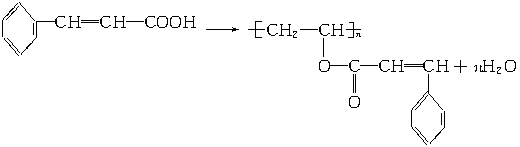 CH=CH-COOH → -[CH₂-CH]ₙ-
O-C-CH=CH + nH₂O
O